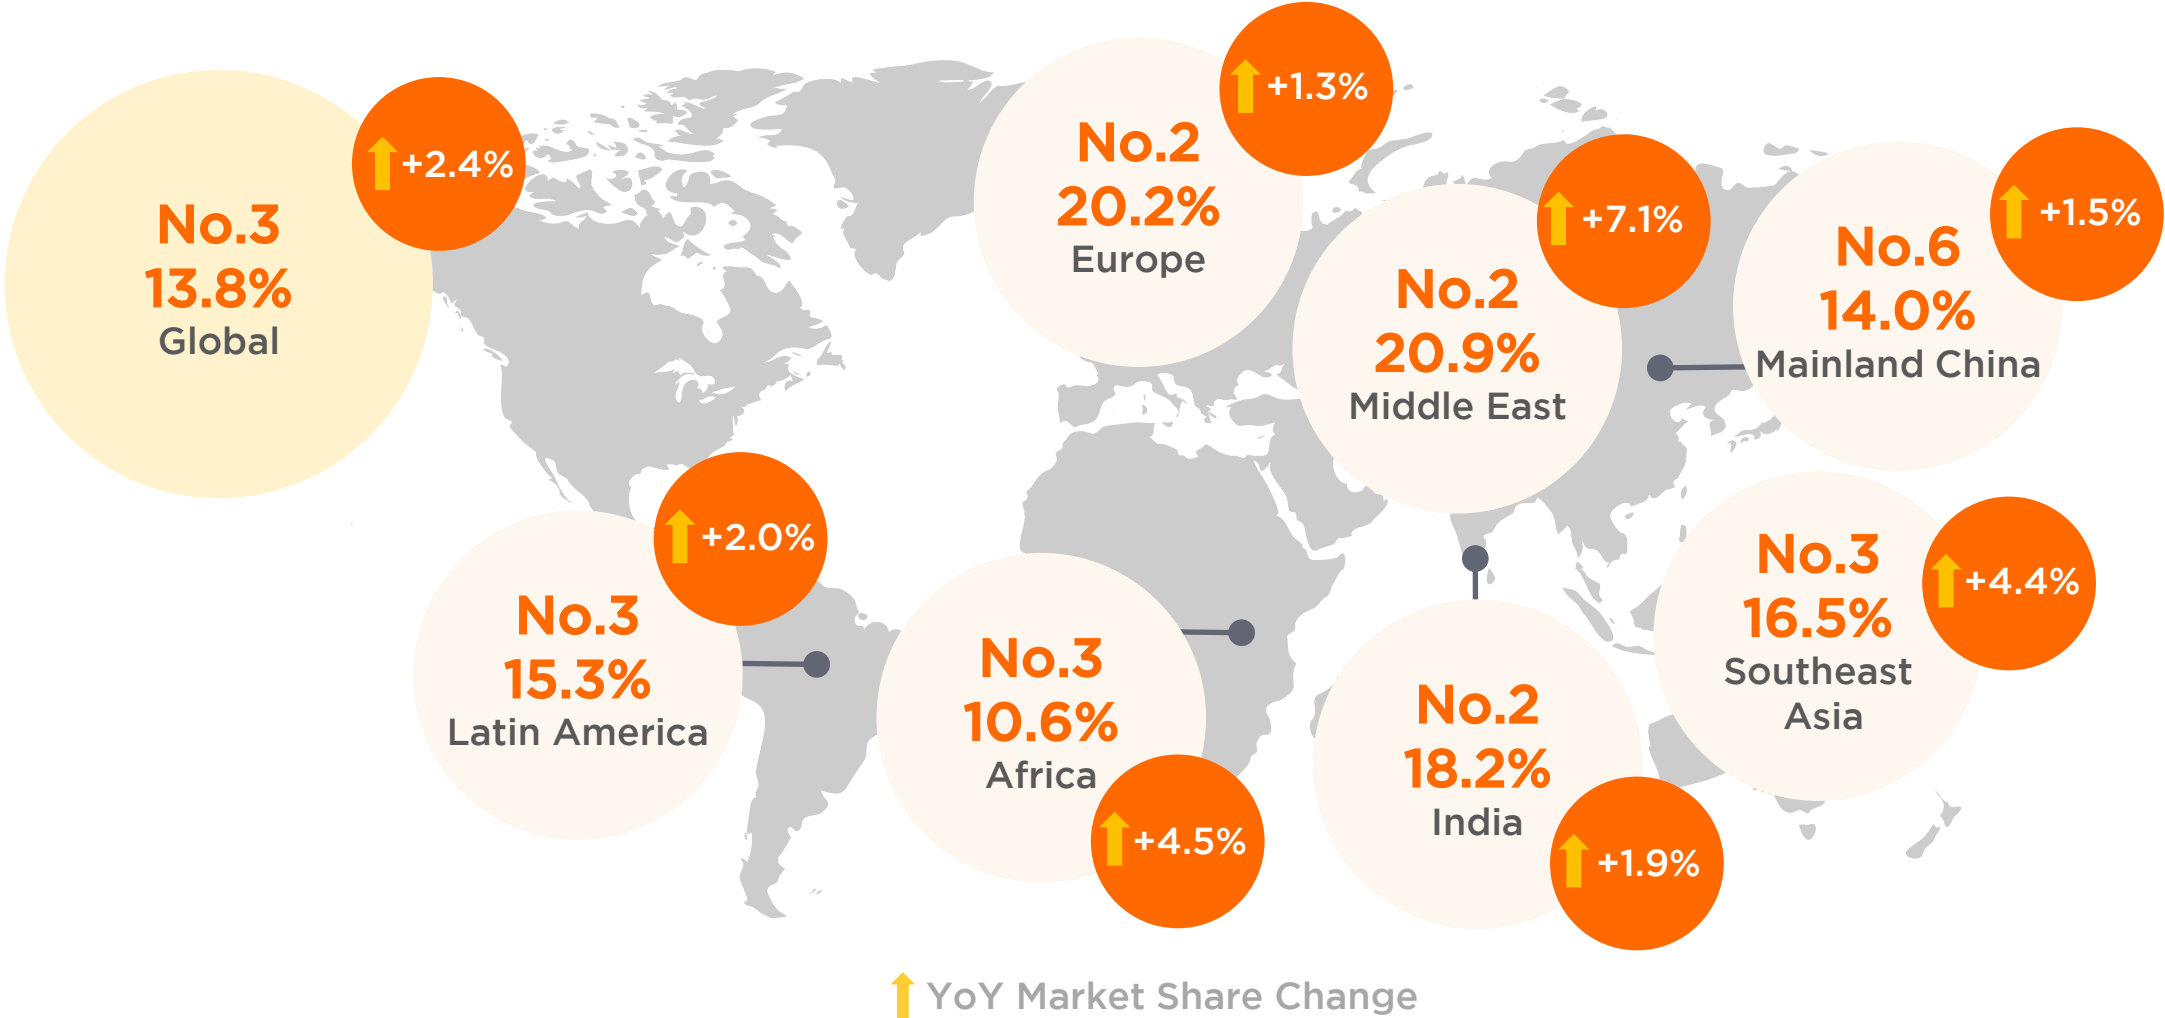 +2.4%
No.3
13.8%
Global
+1.3%
No.2
20.2%
Europe
+7.1%
No.2
20.9%
Middle East
+1.5%
No.6
14.0%
Mainland China
+2.0%
No.3
15.3%
Latin America
No.3
10.6%
Africa
+4.5%
No.2
18.2%
India
+1.9%
No.3
16.5%
Southeast
Asia
+4.4%
YoY Market Share Change